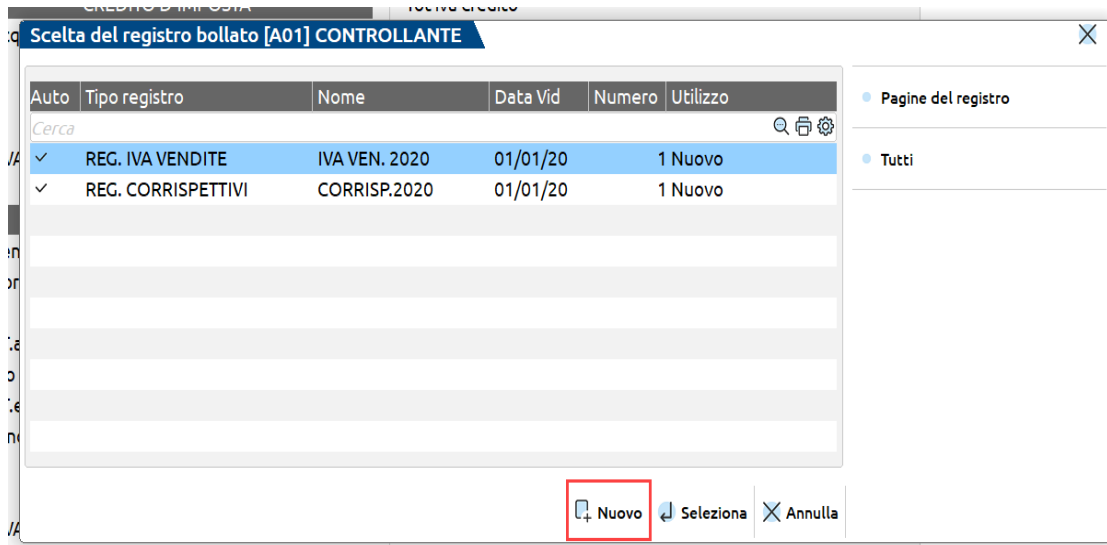 Scelta del registro bollato [A01] CONTROLLANTE
Auto Tipo registro Nome Data Vid Numero Utilizzo
Cerca
REG. IVA VENDITE IVA VEN. 2020 01/01/20 1 Nuovo
REG. CORRISPETTIVI CORRISP.2020 01/01/20 1 Nuovo
Pagine del registro
Tutti
Nuovo Seleziona Annulla